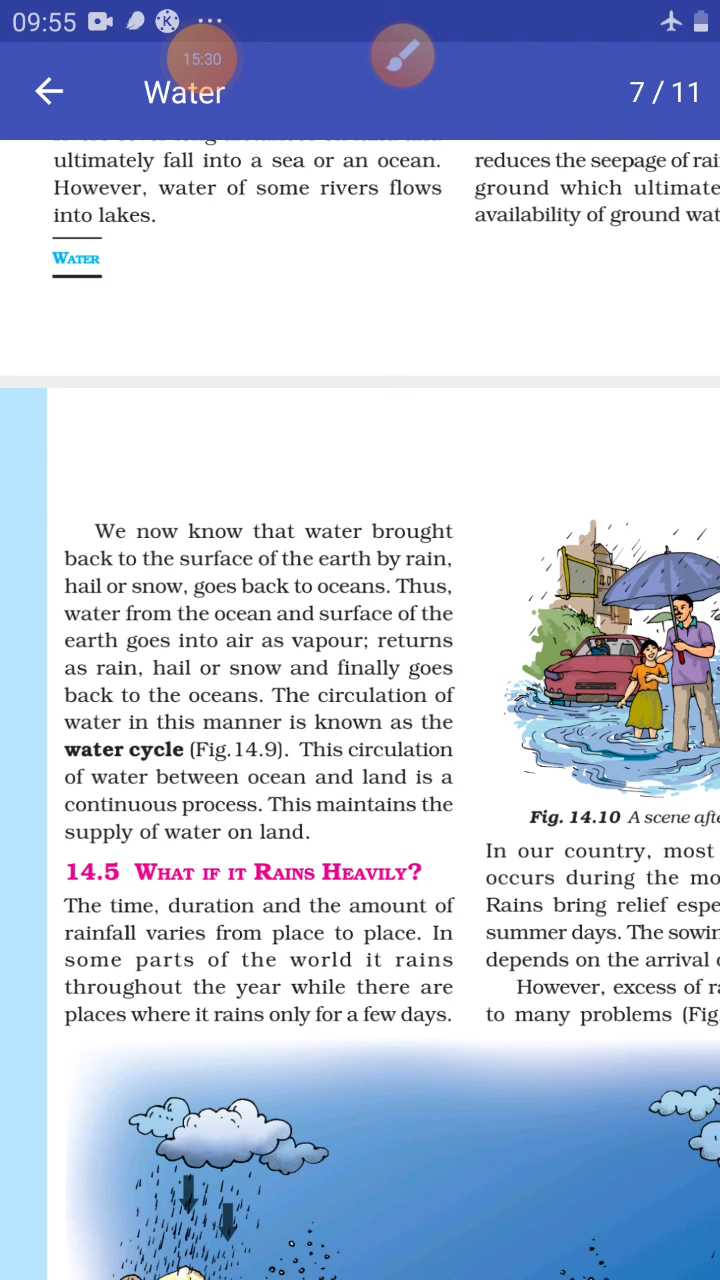 09:55 K ...
15:30
Water
7 / 11
ultimately fall into a sea or an ocean.
However, water of some rivers flows
into lakes.
WATER
reduces the seepage of rai
ground which ultimate
availability of ground wat
We now know that water brought
back to the surface of the earth by rain,
hail or snow, goes back to oceans. Thus,
water from the ocean and surface of the
earth goes into air as vapour; returns
as rain, hail or snow and finally goes
back to the oceans. The circulation of
water in this manner is known as the
water cycle (Fig.14.9). This circulation
of water between ocean and land is a
continuous process. This maintains the
supply of water on land.
14.5 WHAT IF IT RAINS HEAVILY?
The time, duration and the amount of
rainfall varies from place to place. In
some parts of the world it rains
throughout the year while there are
places where it rains only for a few days.
Fig. 14.10 A scene afte
In our country, most
occurs during the mo
Rains bring relief espe
summer days. The sowin
depends on the arrival
However, excess of ra
to many problems (Fig